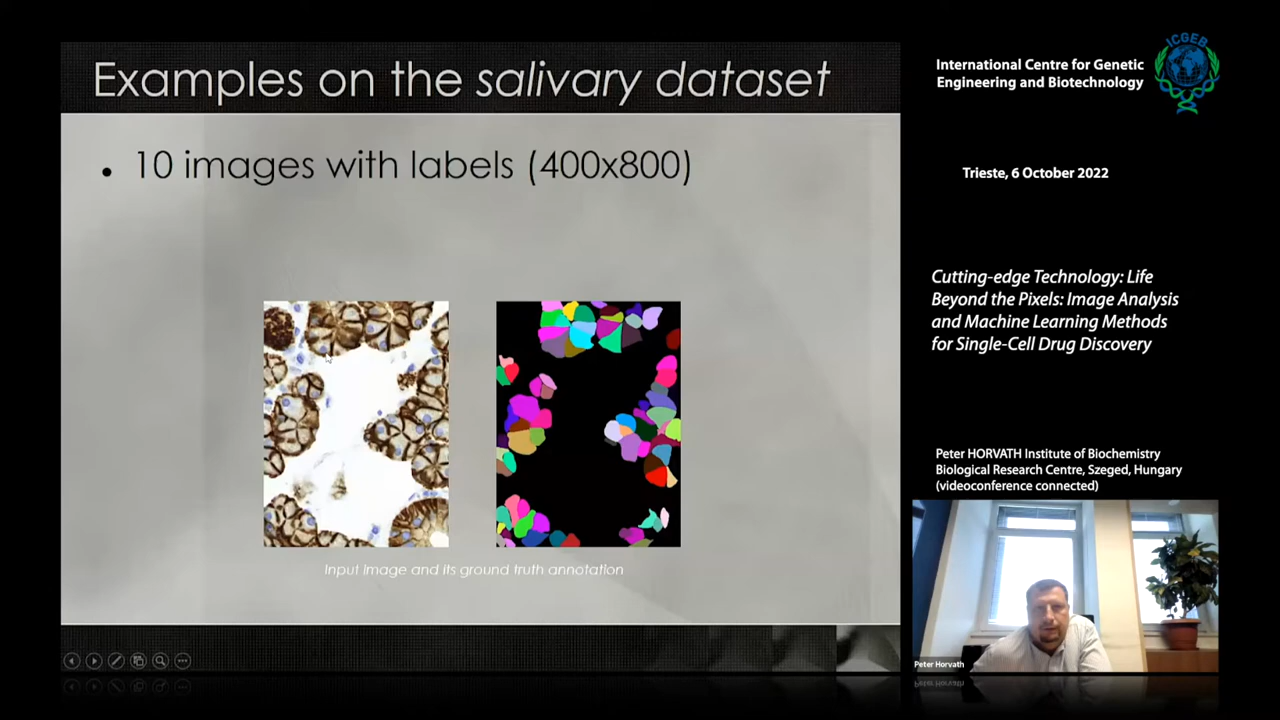 Examples on the salivary dataset
• 10 images with labels (400x800)
Input image and its ground truth annotation
International Centre for Genetic
Engineering and Biotechnology
ICGEB
Trieste, 6 October 2022
Cutting-edge Technology: Life
Beyond the Pixels: Image Analysis
and Machine Learning Methods
for Single-Cell Drug Discovery
Peter HORVATH Institute of Biochemistry
Biological Research Centre, Szeged, Hungary
(videoconference connected)
Peter Horvath